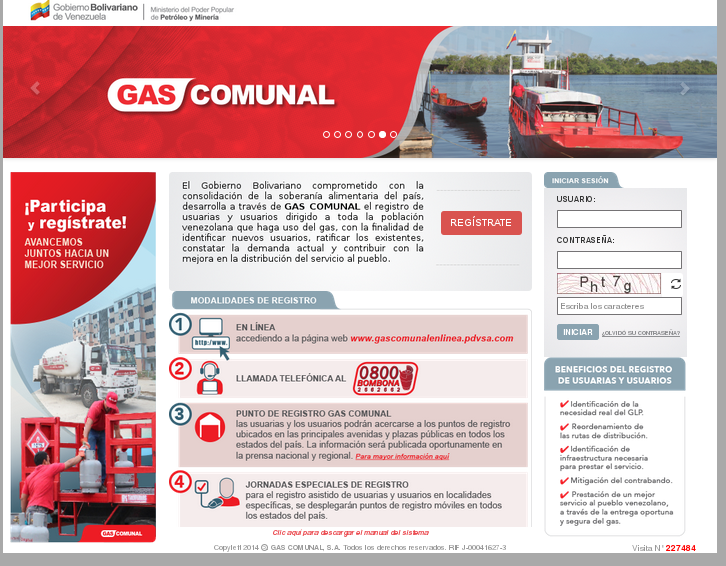 Gobierno Bolivariano
de Venezuela
Ministerio del Poder Popular
de Petróleo y Minería
GAS COMUNAL
¡Participa
y regístrate!
AVANCEMOS
JUNTOS HACIA UN
MEJOR SERVICIO
GAS COMUNAL
El Gobierno Bolivariano comprometido con la
consolidación de la soberanía alimentaria del país,
desarrolla a través de GAS COMUNAL el registro de
usuarias y usuarios dirigido a toda la población
venezolana que haga uso del gas, con la finalidad de
identificar nuevos usuarios, ratificar los existentes,
constatar la demanda actual y contribuir con la
mejora en la distribución del servicio al pueblo.
REGÍSTRATE
MODALIDADES DE REGISTRO
1
http:/www.
EN LÍNEA
accediendo a la página web www.gascomunalenlinea.pdvsa.com
2
LLAMADA TELEFÓNICA AL
0800
BOMBONA
2662662
3
PUNTO DE REGISTRO GAS COMUNAL
las usuarias y los usuarios podrán acercarse a los puntos de registro
ubicados en las principales avenidas y plazas públicas en todos los
estados del país. La información será publicada oportunamente en
la prensa nacional y regional. Para mayor información aquí
4
JORNADAS ESPECIALES DE REGISTRO
para el registro asistido de usuarias y usuarios en localidades
específicas, se desplegarán puntos de registro móviles en todos
los estados del país.
Clic aquí para descargar el manual del sistema
INICIAR SESIÓN
USUARIO:
CONTRASEÑA:
Pht 7g
Escriba los caracteres
INICIAR
¿OLVIDÓ SU CONTRASEÑA?
BENEFICIOS DEL REGISTRO
DE USUARIAS Y USUARIOS
Identificación de la
necesidad real del GLP.
Reordenamiento de
las rutas de distribución.
Identificación de
infraestructura necesaria
para prestar el servicio.
Mitigación del contrabando.
Prestación de un mejor
servicio al pueblo venezolano,
a través de la entrega oportuna
y segura del gas.
Copyleft 2014 GAS COMUNAL, S.A. Todos los derechos reservados. RIF J-00041627-3
Visita N° 227484